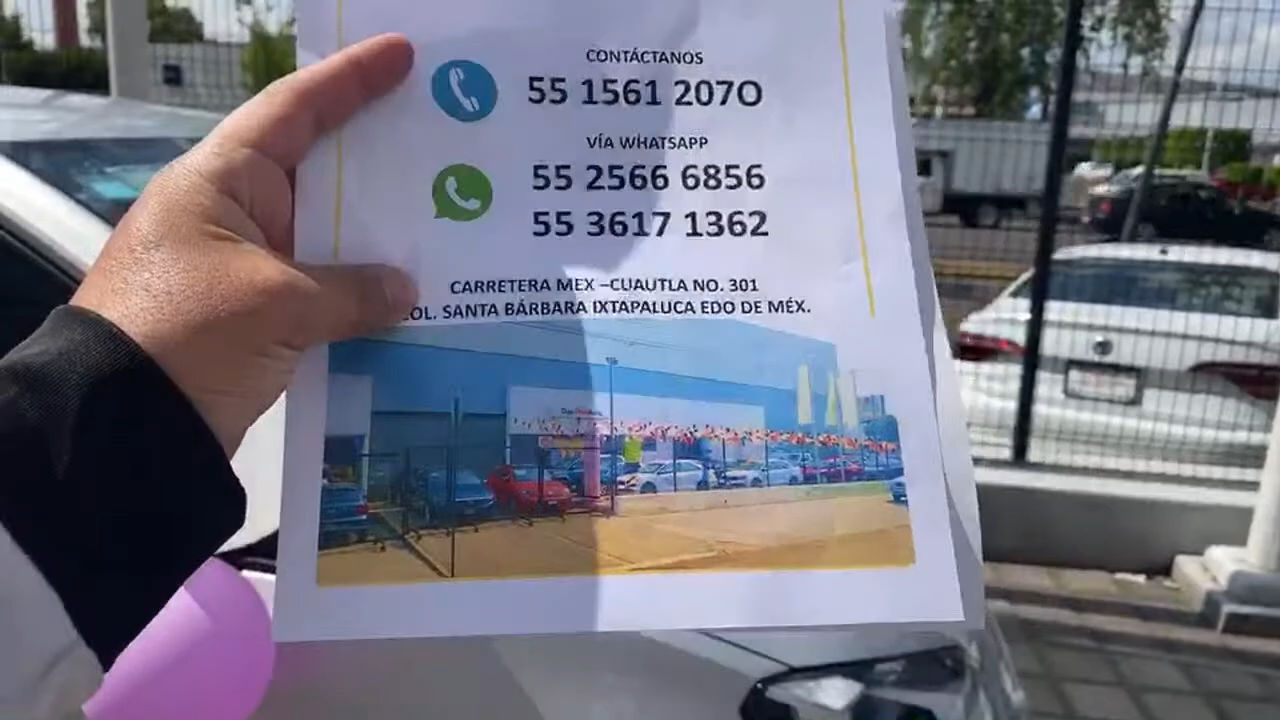 CONTÁCTANOS
55 1561 2070
VÍA WHATSAPP
55 2566 6856
55 3617 1362
CARRETERA MEX –CUAUTLA NO. 301
COL. SANTA BÁRBARA IXTAPALUCA EDO DE MÉX.